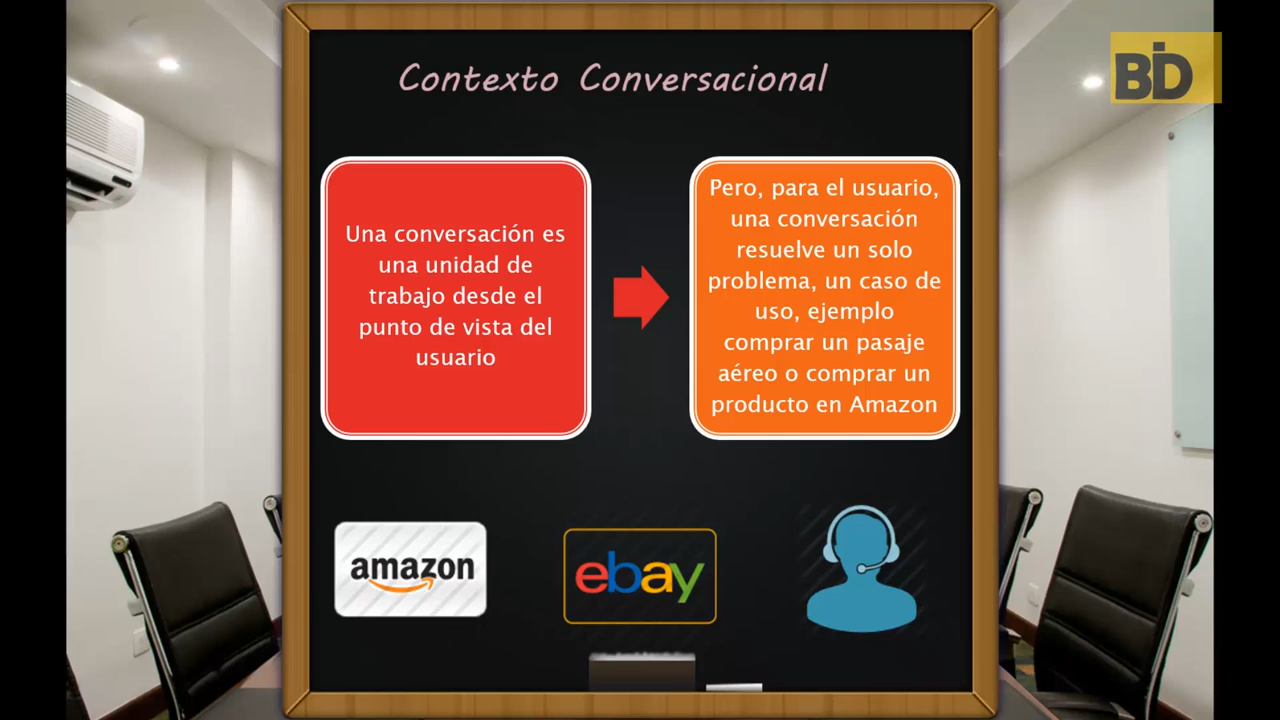 Contexto Conversacional
BID
Una conversación es
una unidad de
trabajo desde el
punto de vista del
usuario
Pero, para el usuario,
una conversación
resuelve un solo
problema, un caso de
uso, ejemplo
comprar un pasaje
aéreo o comprar un
producto en Amazon
amazon
ebay